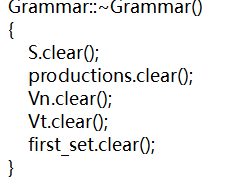 Grammar::~Grammar()
{
S.clear();
productions.clear();
Vn.clear();
Vt.clear();
first_set.clear();
}